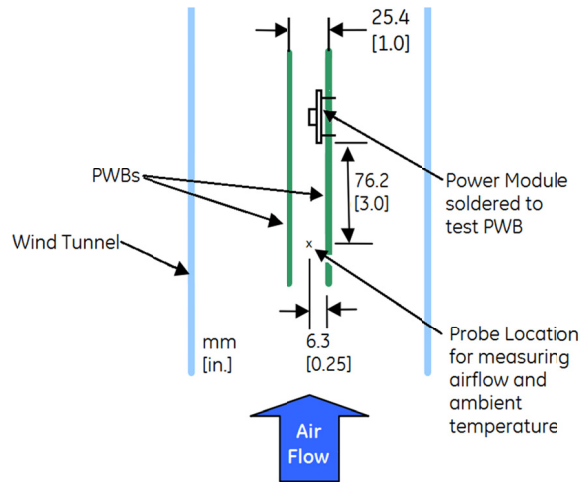 25.4
[1.0]
PWBs
76.2
[3.0]
Power Module
soldered to
test PWB
Wind Tunnel
x
mm
[in.]
6.3
[0.25]
Probe Location
for measuring
airflow and
ambient
temperature
Air
Flow